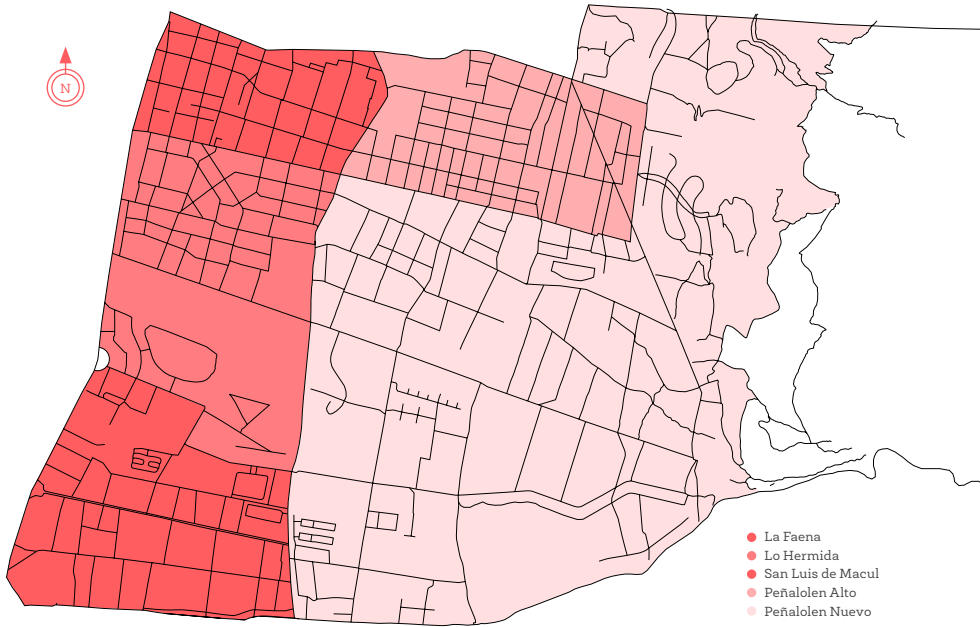 N
La Faena
Lo Hermida
San Luis de Macul
Peñalolen Alto
Peñalolen Nuevo